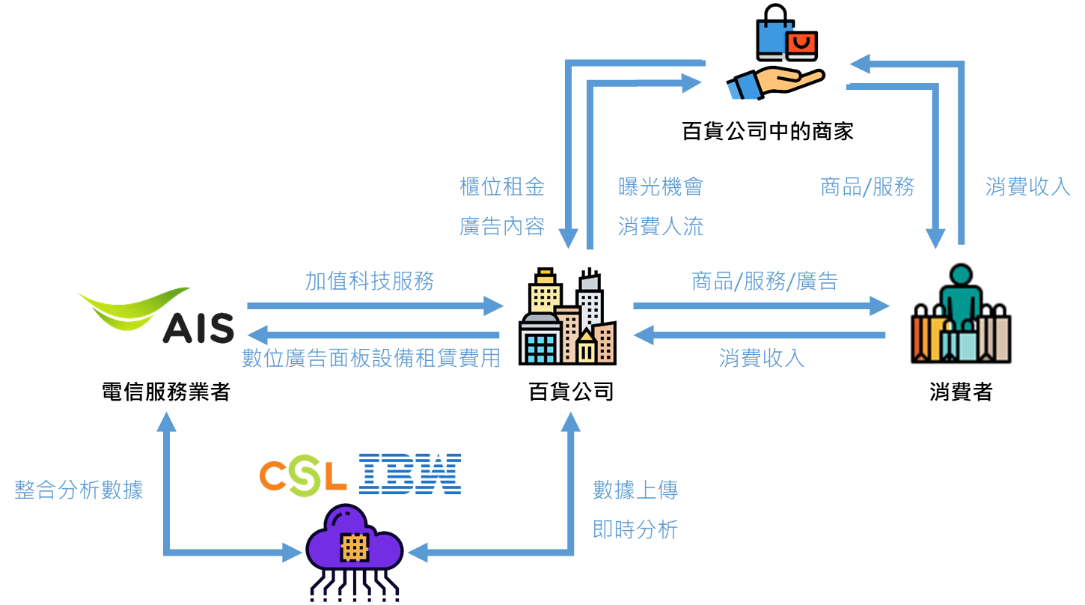 百貨公司中的商家
櫃位租金
廣告內容
曝光機會
消費人流
商品/服務
消費收入
加值科技服務
商品/服務/廣告
AIS
數位廣告面板設備租賃費用
消費收入
電信服務業者
百貨公司
消費者
CSL IBW
整合分析數據
數據上傳
即時分析